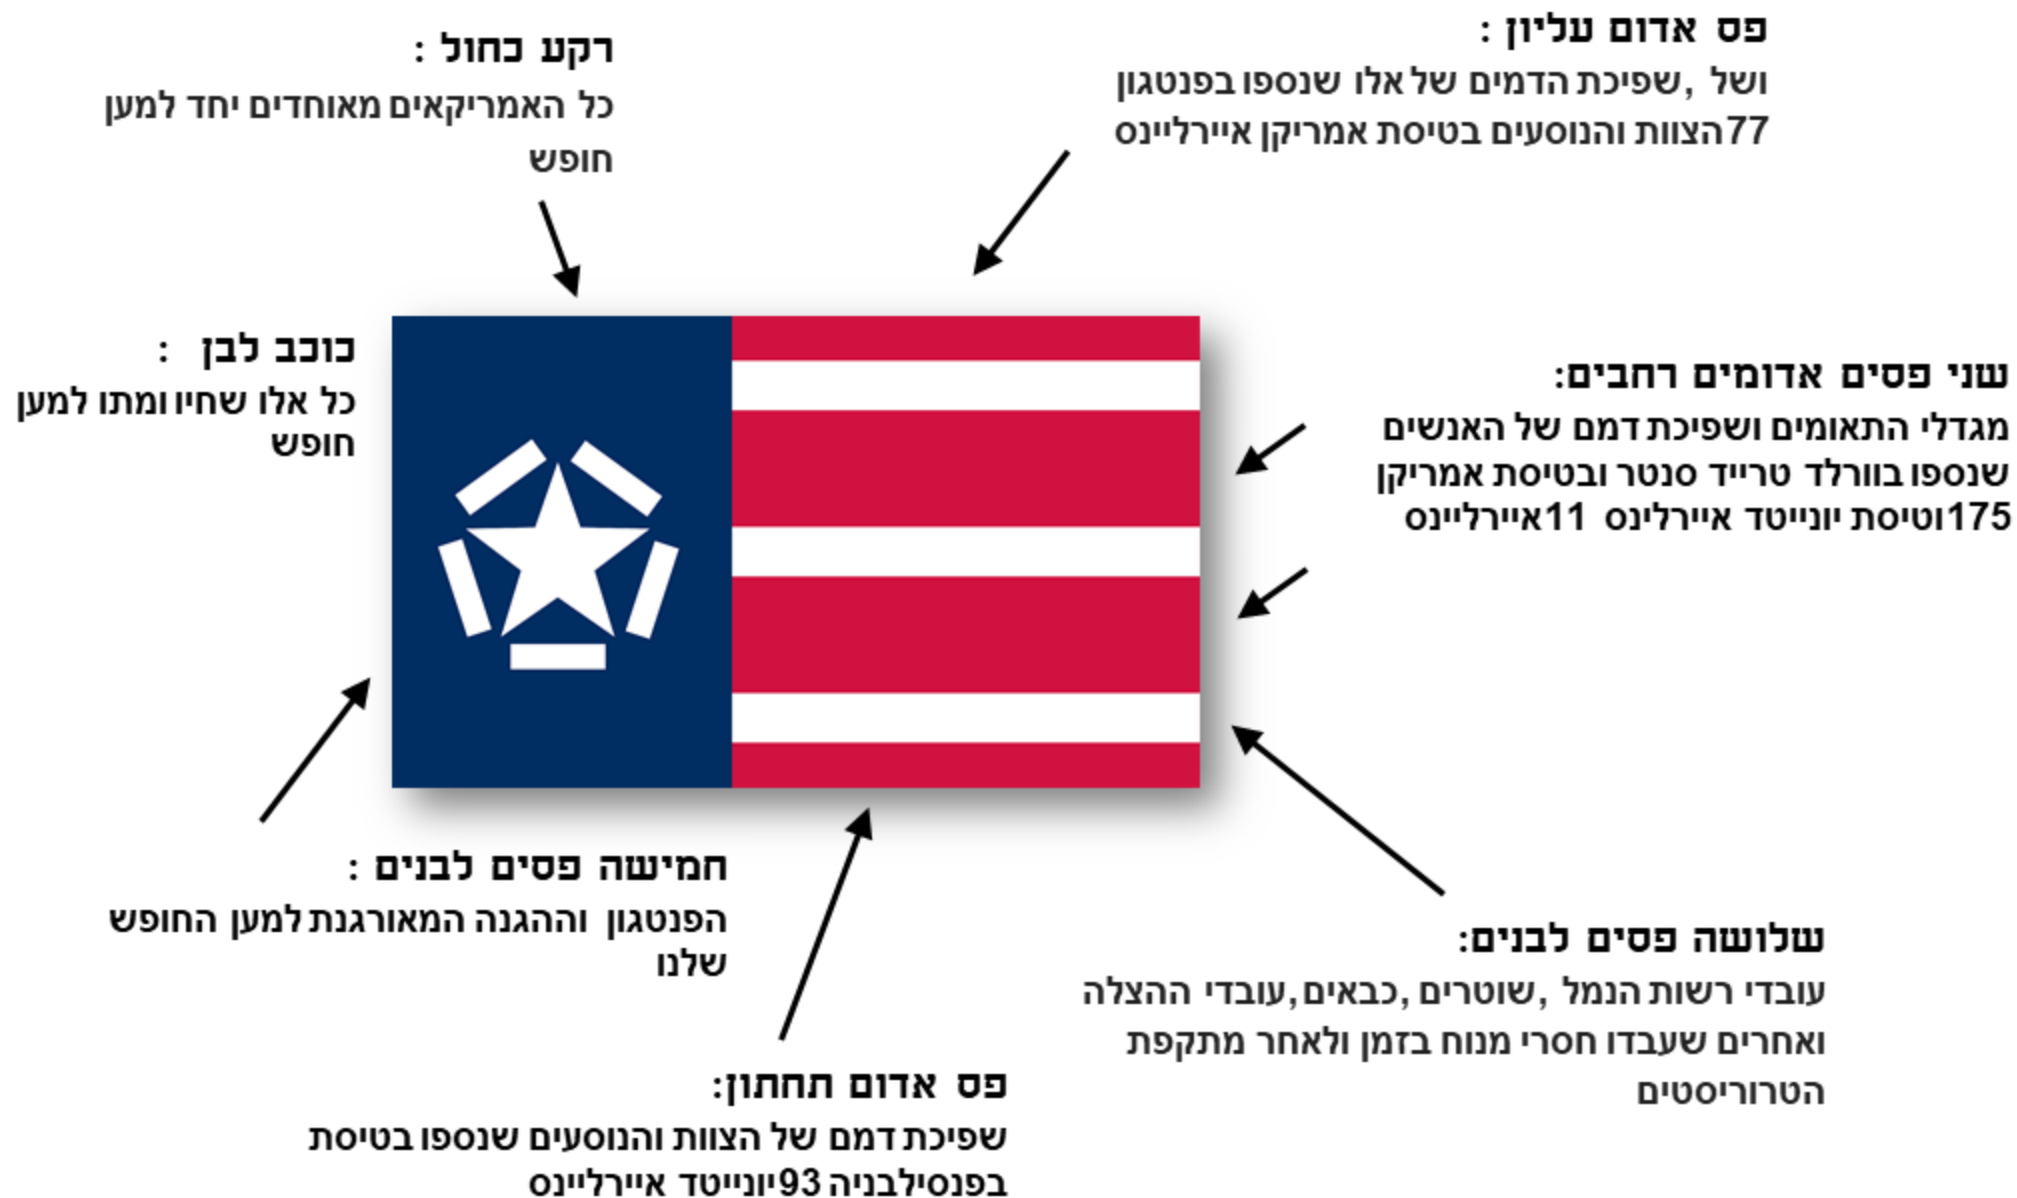 רקע כחול :
כל האמריקאים מאוחדים יחד למען
חופש
פס אדום עליון :
ושל ,שפיכת הדמים של אלו שנספו בפנטגון
77הצוות והנוסעים בטיסת אמריקן איירליינס
כוכב לבן :
כל אלו שחיו ומתו למען
חופש
שני פסים אדומים רחבים:
מגדלי התאומים ושפיכת דמם של האנשים
שנספו בוורלד טרייד סנטר ובטיסת אמריקן
175וטיסת יונייטד איירלינס 11איירליינס
חמישה פסים לבנים :
הפנטגון וההגנה המאורגנת למען החופש
שלנו
שלושה פסים לבנים:
עובדי רשות הנמל ,שוטרים ,כבאים,עובדי ההצלה
ואחרים שעבדו חסרי מנוח בזמן ולאחר מתקפת
הטרוריסטים
פס אדום תחתון:
שפיכת דמם של הצוות והנוסעים שנספו בטיסת
בפנסילבניה 93יונייטד איירליינס